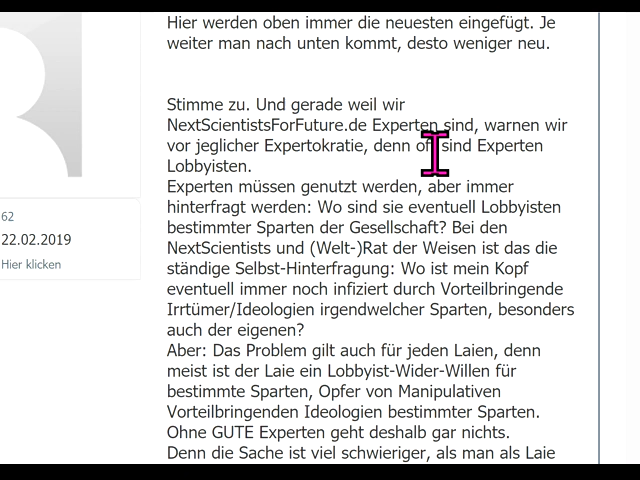 Hier werden oben immer die neuesten eingefügt. Je
weiter man nach unten kommt, desto weniger neu.
Stimme zu. Und gerade weil wir
NextScientistsForFuture.de Experten sind, warnen wir
vor jeglicher Expertokratie, denn oft sind Experten
Lobbyisten.
Experten müssen genutzt werden, aber immer
hinterfragt werden: Wo sind sie eventuell Lobbyisten
bestimmter Sparten der Gesellschaft? Bei den
NextScientists und (Welt-)Rat der Weisen ist das die
ständige Selbst-Hinterfragung: Wo ist mein Kopf
eventuell immer noch infiziert durch Vorteilbringende
Irrtümer/Ideologien irgendwelcher Sparten, besonders
auch der eigenen?
Aber: Das Problem gilt auch für jeden Laien, denn
meist ist der Laie ein Lobbyist-Wider-Willen für
bestimmte Sparten, Opfer von Manipulativen
Vorteilbringenden Ideologien bestimmter Sparten.
Ohne GUTE Experten geht deshalb gar nichts.
Denn die Sache ist viel schwieriger, als man als Laie
62
22.02.2019
Hier klicken